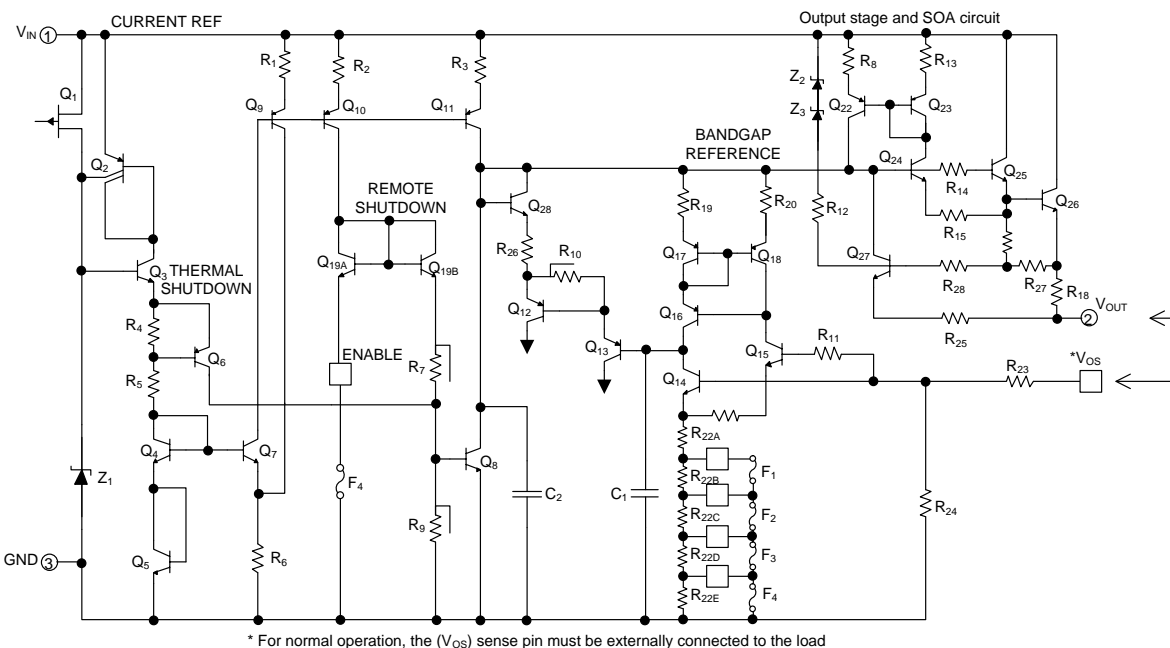 CURRENT REF
Output stage and SOA circuit
VIN 1
R1
R2
R3
Z2
R8
R13
Q1
Q9
Q10
Q11
Z3
Q22
Q23
BANDGAP
REFERENCE
Q2
REMOTE
SHUTDOWN
Q28
R19
R20
R12
Q24
R14
Q25
Q26
R15
Q3
THERMAL
SHUTDOWN
Q19A
Q19B
R26
R10
Q17
Q18
Q27
R28
R27
R18
VOUT
2
R4
Q6
Q12
Q16
R25
R5
ENABLE
R7
Q13
Q15
R11
*VOS
Q14
R23
Q4
Q7
Q8
R22A
Z1
F4
C2
C1
R22B
F1
R22C
F2
R24
R9
R22D
F3
GND 3
Q5
R6
R22E
F4
* For normal operation, the (VOS) sense pin must be externally connected to the load